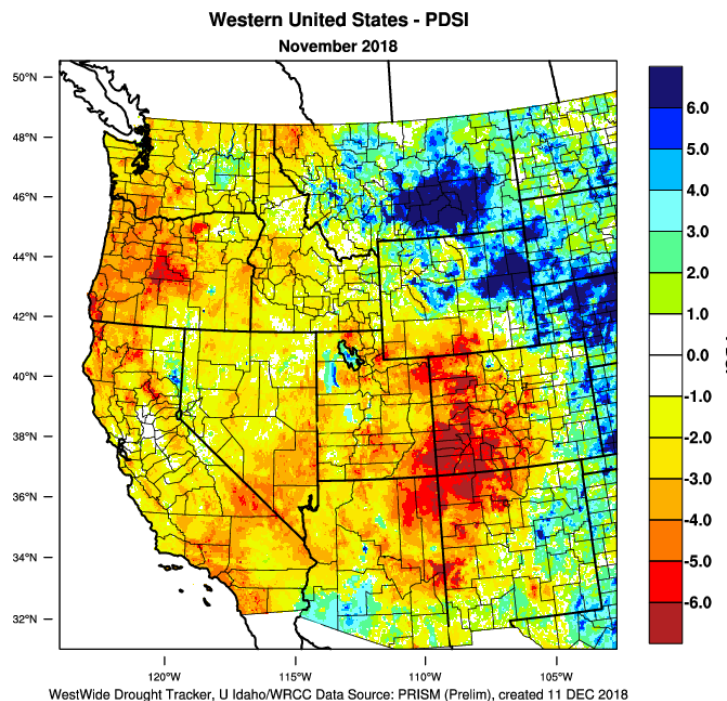 Western United States - PDSI
November 2018
50°N
48°N
46°N
44°N
42°N
40°N
38°N
36°N
34°N
32°N
120°W
115°W
110°W
105°W
6.0
5.0
4.0
3.0
2.0
1.0
0.0
-1.0
-2.0
-3.0
-4.0
-5.0
-6.0
WestWide Drought Tracker, U Idaho/WRCC Data Source: PRISM (Prelim), created 11 DEC 2018